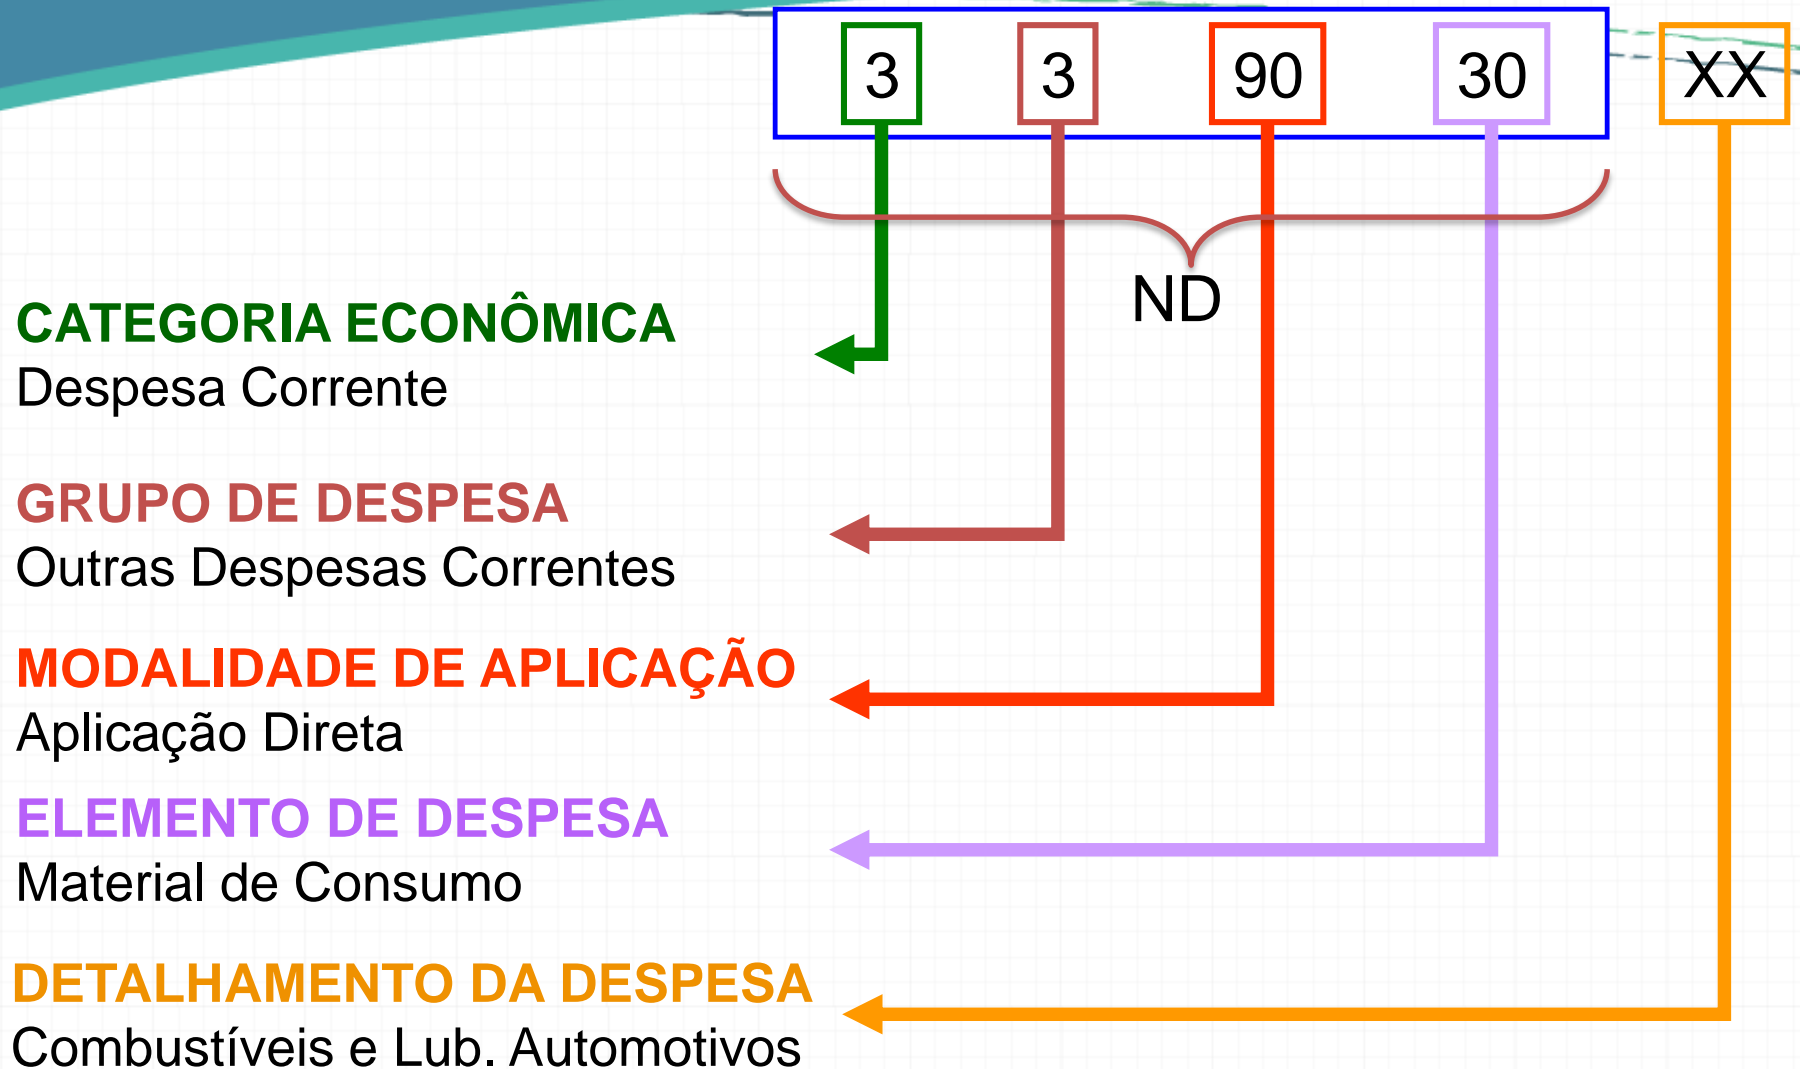 3 3 90 30 XX
ND
CATEGORIA ECONÔMICA
Despesa Corrente
GRUPO DE DESPESA
Outras Despesas Correntes
MODALIDADE DE APLICAÇÃO
Aplicação Direta
ELEMENTO DE DESPESA
Material de Consumo
DETALHAMENTO DA DESPESA
Combustíveis e Lub. Automotivos